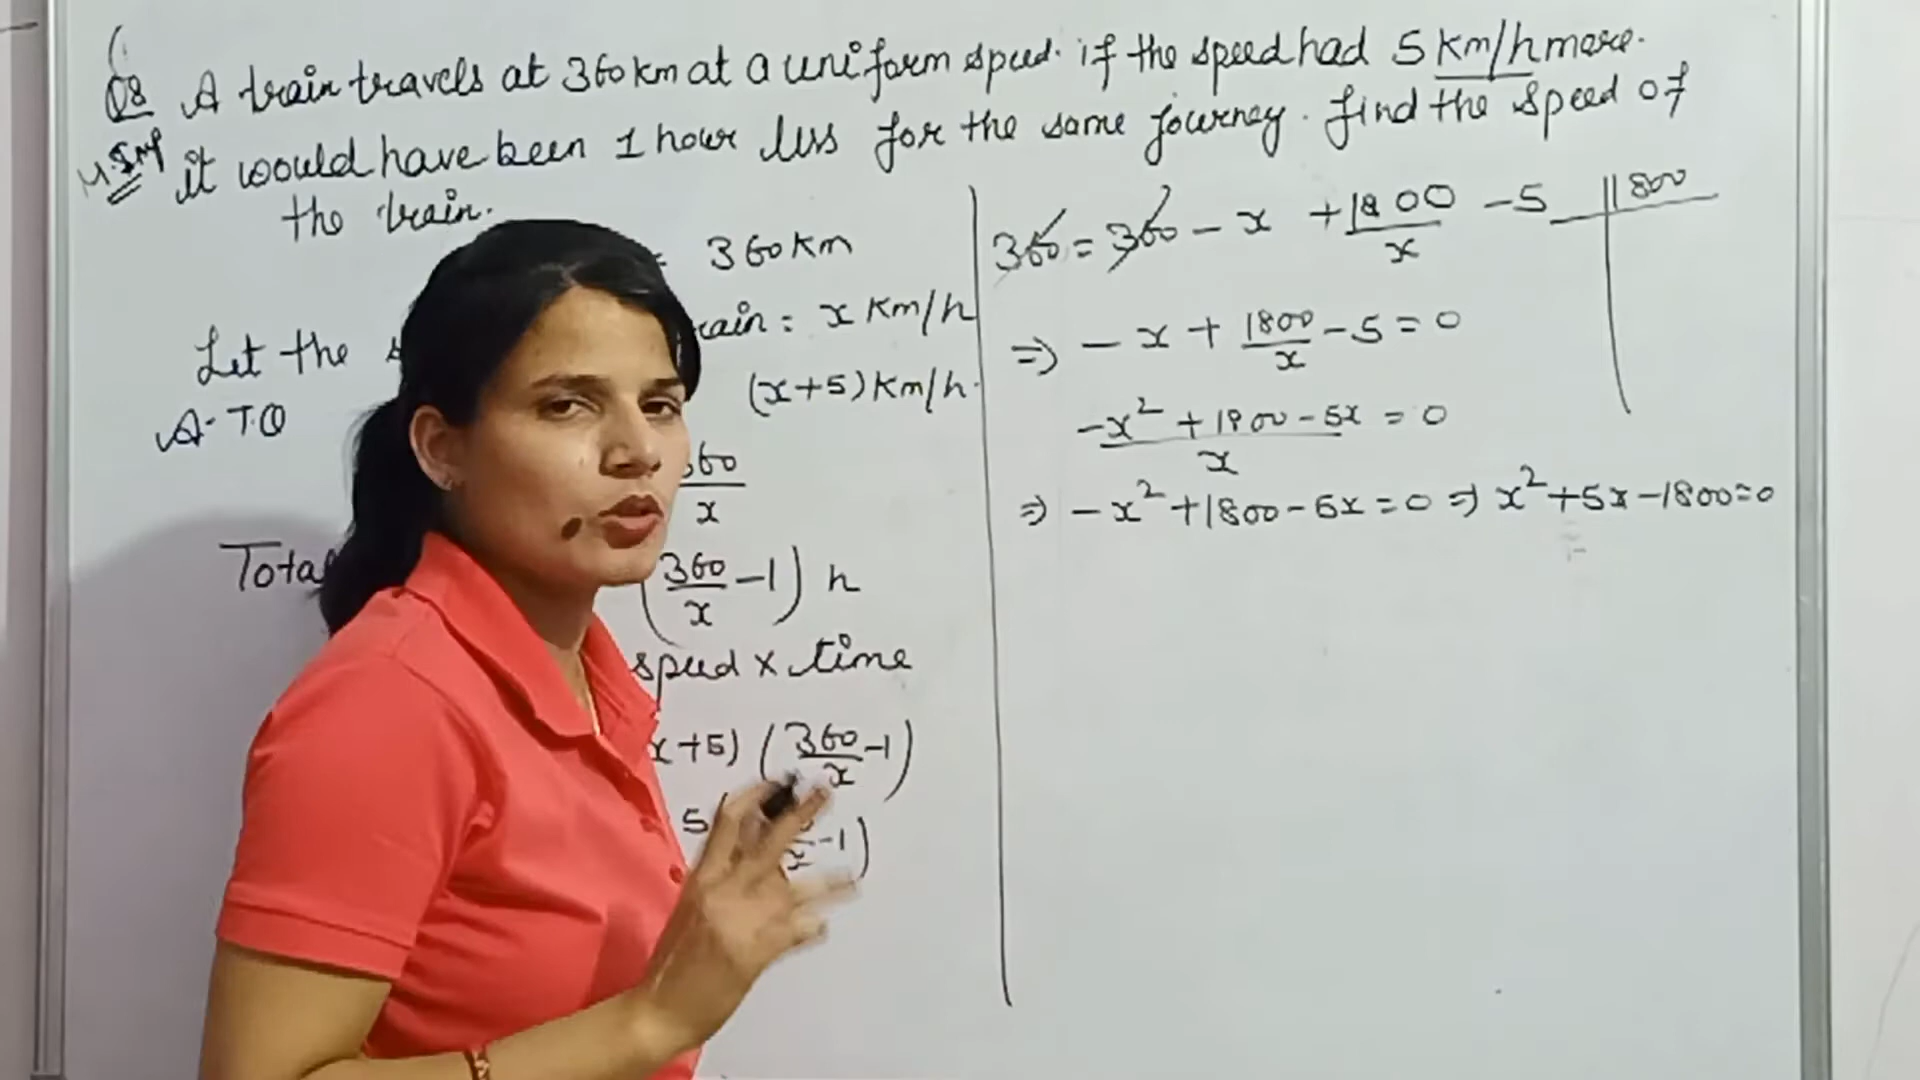 Q8 A train travels at 360 km at a uniform speed. if the speed had 5 km/h more.
M. Imp it would have been 1 hour less for the same journey. find the speed of
the train.
= 360 km
Let the rain = x Km/h
A.T.Q (x+5) Km/h.
360/x
Total (360/x - 1) h
speed x time
x+5) (360/x - 1)
5 - 1)
360 = 360 - x + 1800/x - 5
1800
=) - x + 1800/x - 5 = 0
-x² + 1800 - 5x / x = 0
=) -x² + 1800 - 5x = 0 =) x² + 5x - 1800 = 0